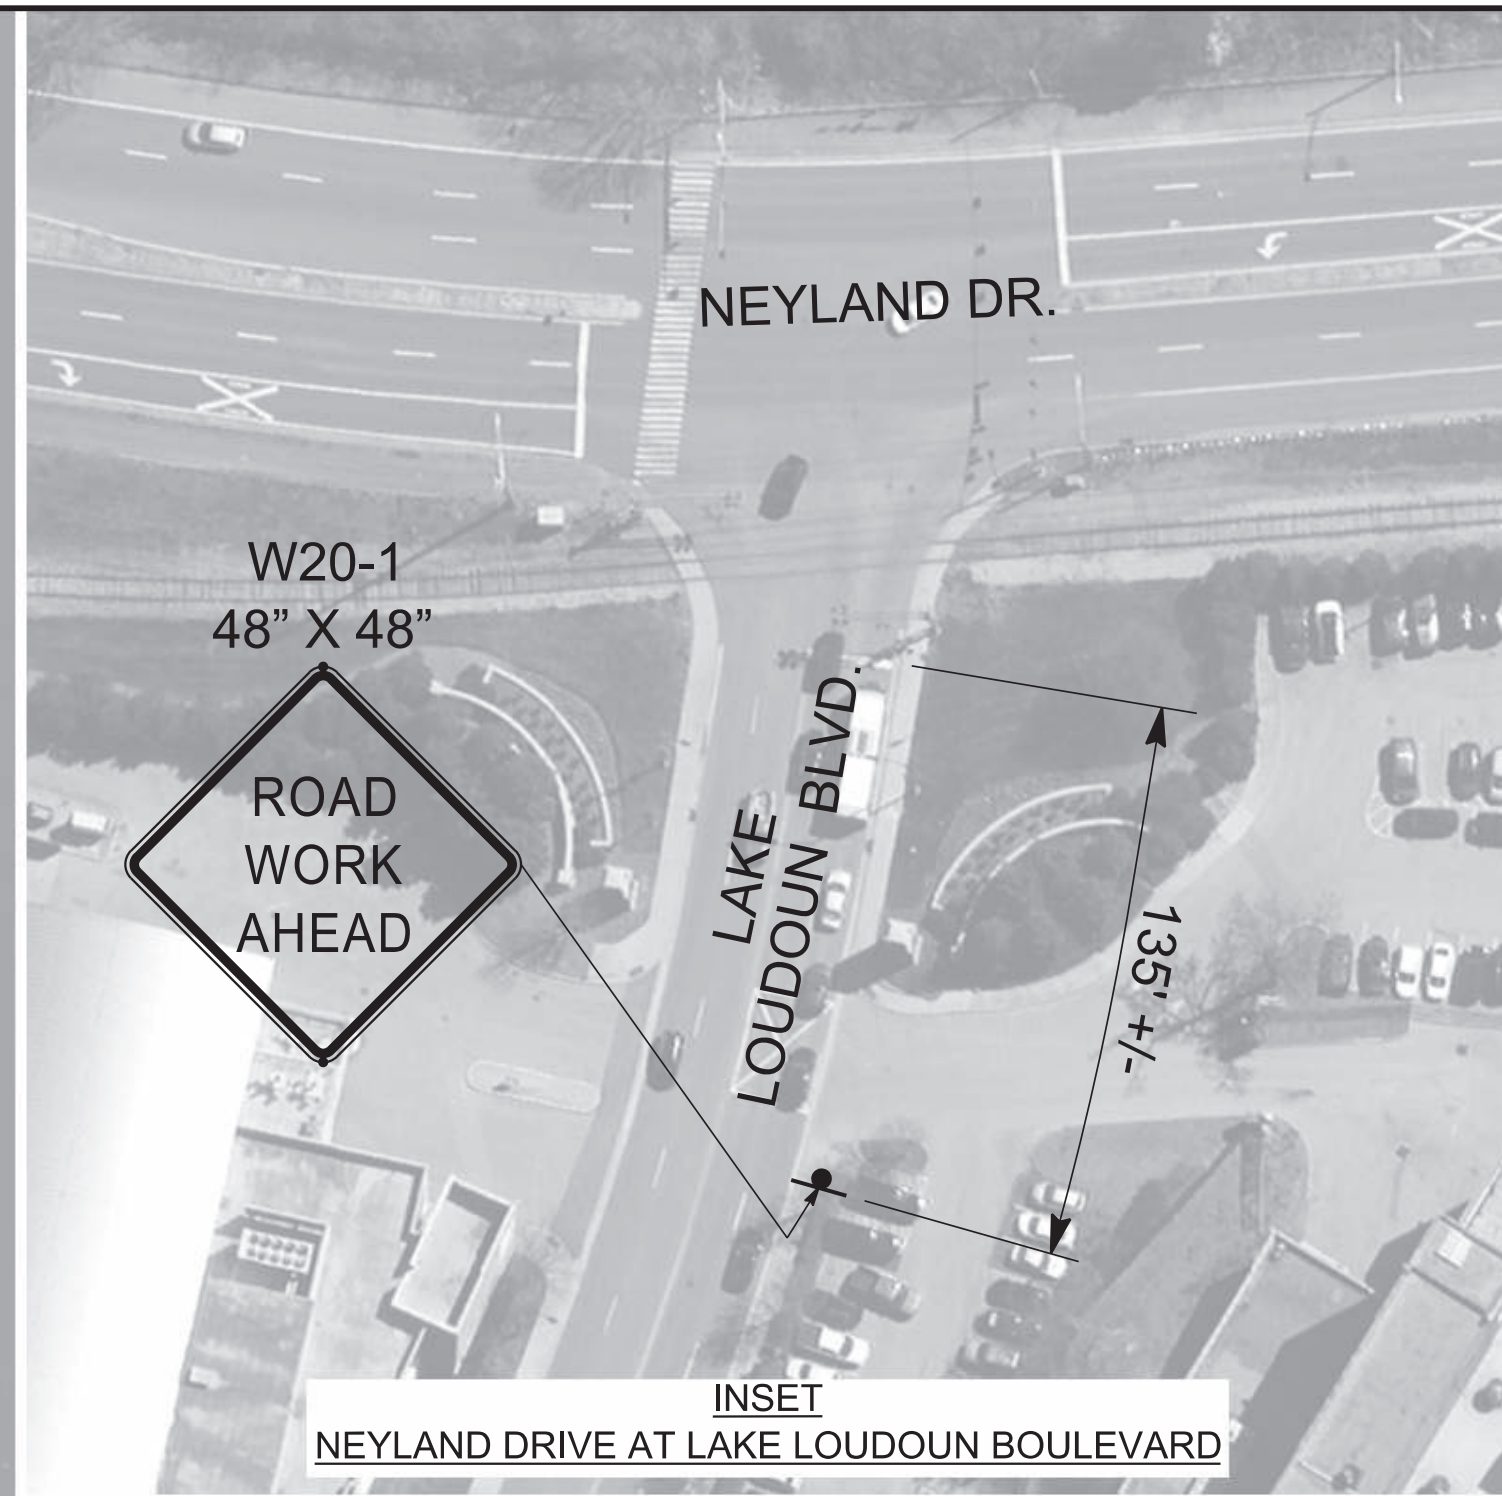 NEYLAND DR.
W20-1
48” X 48”
ROAD
WORK
AHEAD
LAKE
LOUDOUN BLVD.
135' +/-
INSET
NEYLAND DRIVE AT LAKE LOUDOUN BOULEVARD